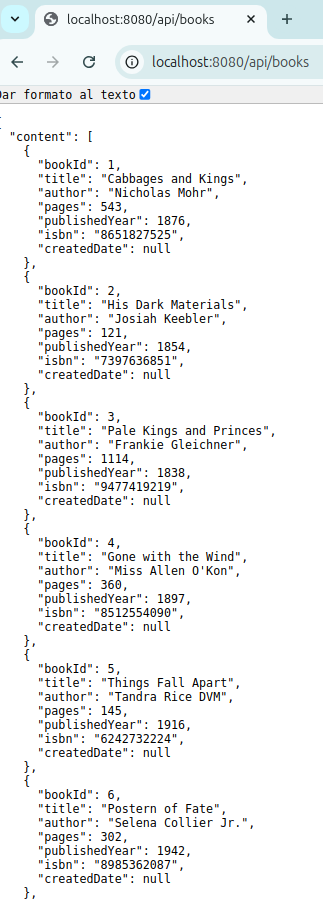 localhost:8080/api/books
localhost:8080/api/books
Dar formato al texto
"content": [
{
"bookId": 1,
"title": "Cabbages and Kings",
"author": "Nicholas Mohr",
"pages": 543,
"publishedYear": 1876,
"isbn": "8651827525",
"createdDate": null
},
{
"bookId": 2,
"title": "His Dark Materials",
"author": "Josiah Keebler",
"pages": 121,
"publishedYear": 1854,
"isbn": "7397636851",
"createdDate": null
},
{
"bookId": 3,
"title": "Pale Kings and Princes",
"author": "Frankie Gleichner",
"pages": 1114,
"publishedYear": 1838,
"isbn": "9477419219",
"createdDate": null
},
{
"bookId": 4,
"title": "Gone with the Wind",
"author": "Miss Allen O'Kon",
"pages": 360,
"publishedYear": 1897,
"isbn": "8512554090",
"createdDate": null
},
{
"bookId": 5,
"title": "Things Fall Apart",
"author": "Tandra Rice DVM",
"pages": 145,
"publishedYear": 1916,
"isbn": "6242732224",
"createdDate": null
},
{
"bookId": 6,
"title": "Postern of Fate",
"author": "Selena Collier Jr.",
"pages": 302,
"publishedYear": 1942,
"isbn": "8985362087",
"createdDate": null
},